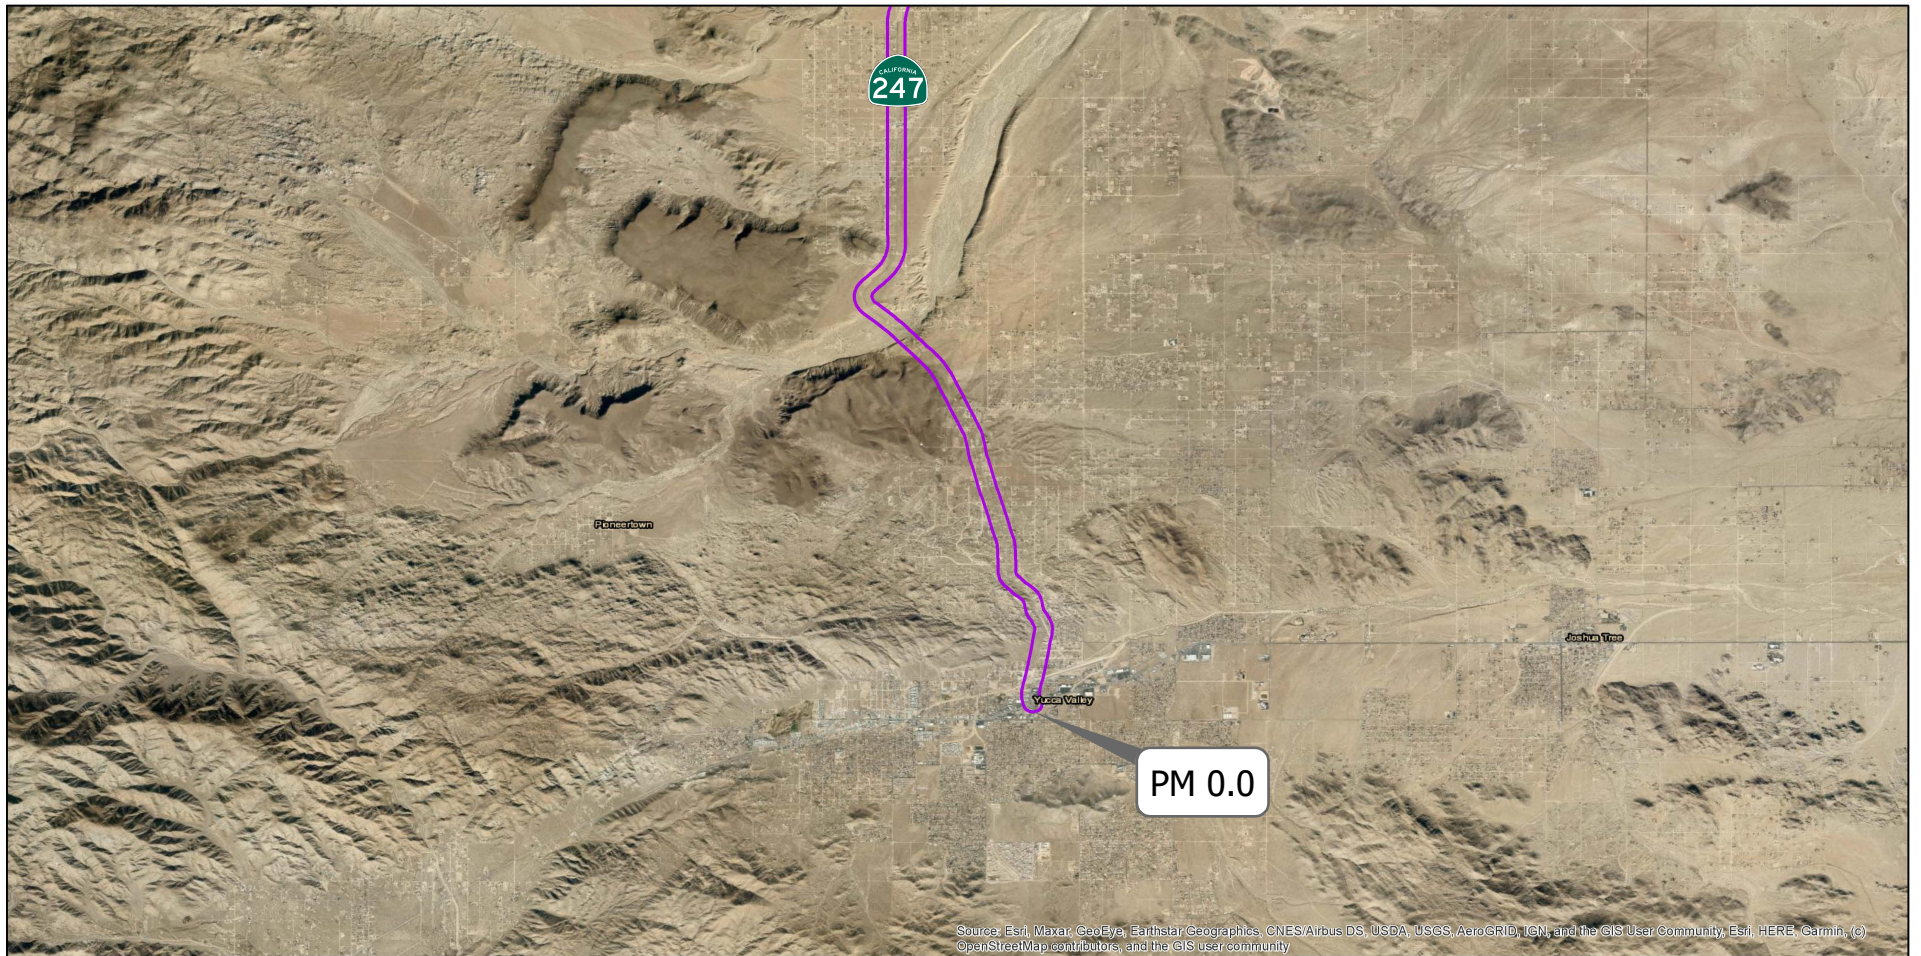 CALIFORNIA
247
Pioneertown
Joshua Tree
Yucca Valley
PM 0.0
Source: Esri, Maxar, GeoEye, Earthstar Geographics, CNES/Airbus DS, USDA, USGS, AeroGRID, IGN, and the GIS User Community, Esri, HERE, Garmin, (c)
OpenStreetMap contributors, and the GIS user community